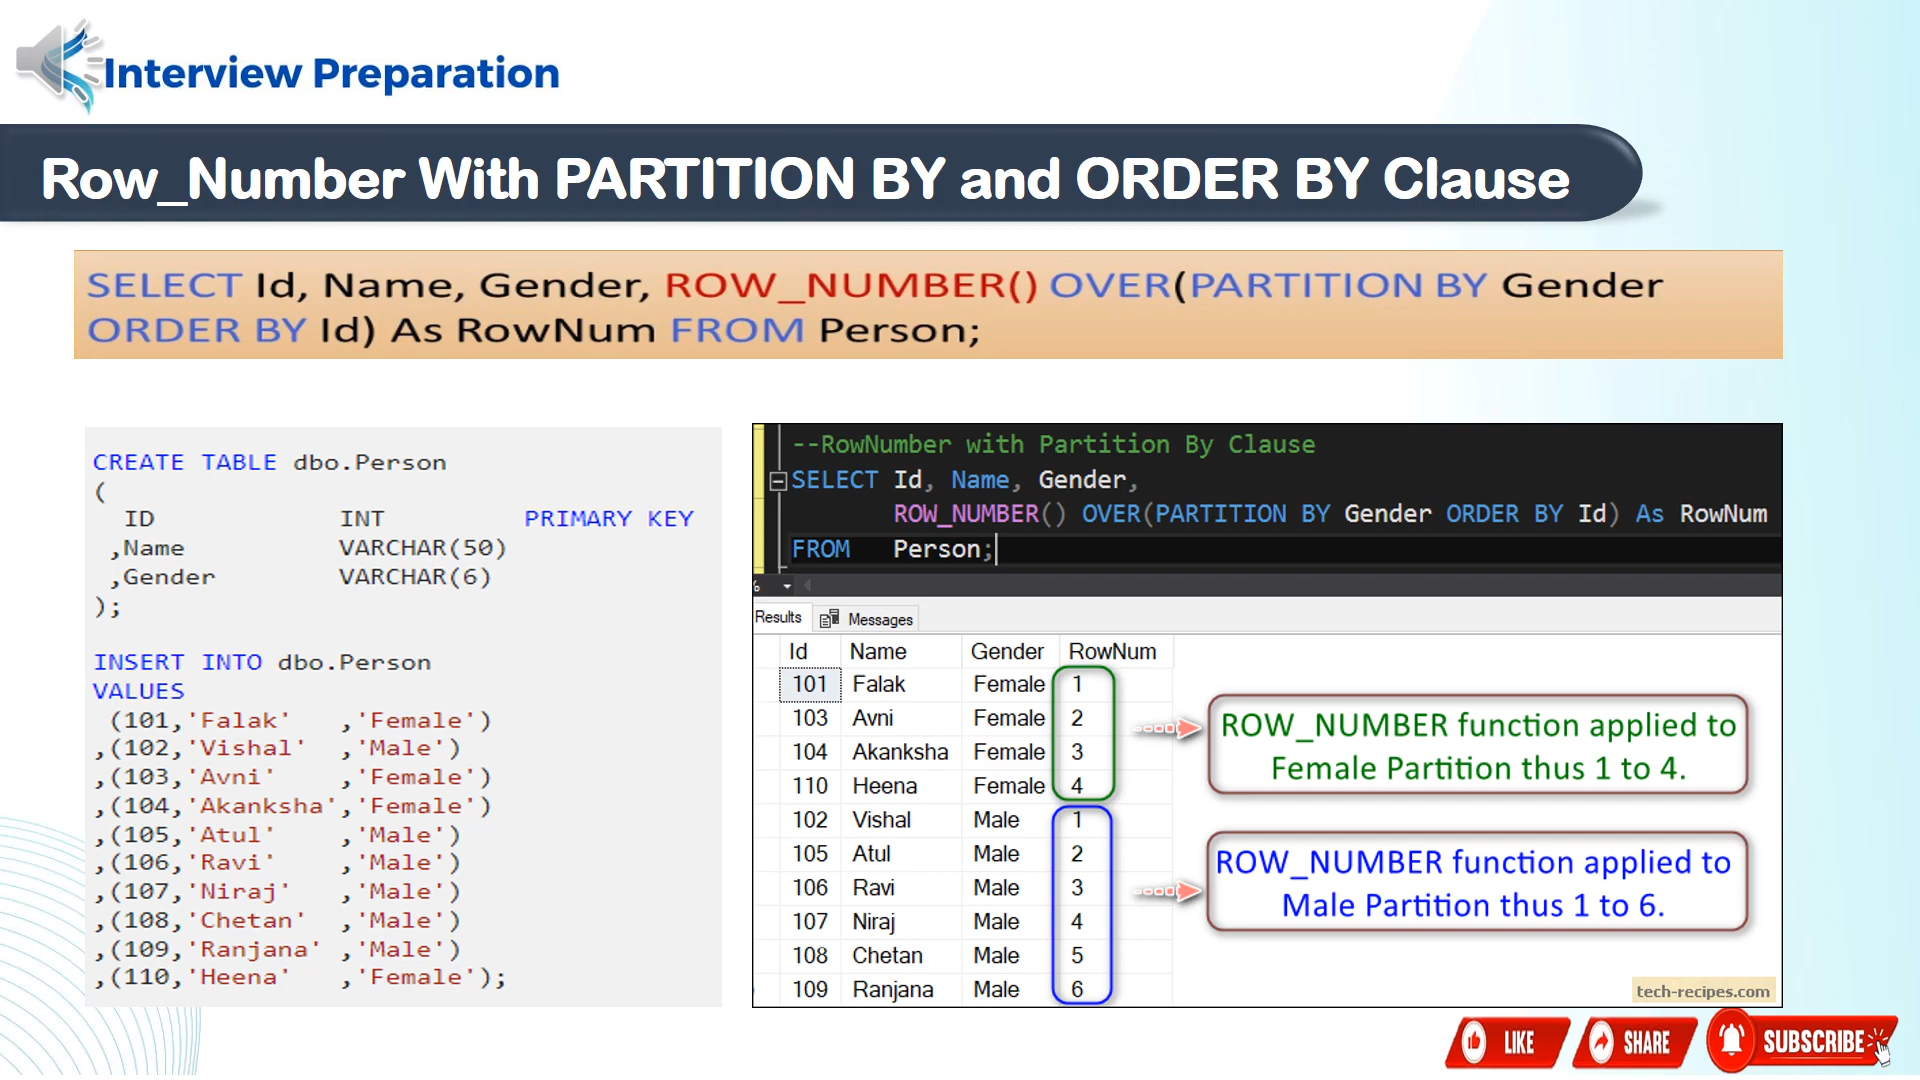 Interview Preparation
Row_Number With PARTITION BY and ORDER BY Clause
SELECT Id, Name, Gender, ROW_NUMBER() OVER(PARTITION BY Gender
ORDER BY Id) As RowNum FROM Person;
CREATE TABLE dbo.Person
(
ID INT PRIMARY KEY
,Name VARCHAR(50)
,Gender VARCHAR(6)
);
INSERT INTO dbo.Person
VALUES
(101,'Falak' ,'Female')
,(102,'Vishal' ,'Male')
,(103,'Avni' ,'Female')
,(104,'Akanksha','Female')
,(105,'Atul' ,'Male')
,(106,'Ravi' ,'Male')
,(107,'Niraj' ,'Male')
,(108,'Chetan' ,'Male')
,(109,'Ranjana' ,'Male')
,(110,'Heena' ,'Female');
--RowNumber with Partition By Clause
SELECT Id, Name, Gender,
ROW_NUMBER() OVER(PARTITION BY Gender ORDER BY Id) As RowNum
FROM Person;
%
Results Messages
Id Name Gender RowNum
101 Falak Female 1
103 Avni Female 2
104 Akanksha Female 3
110 Heena Female 4
102 Vishal Male 1
105 Atul Male 2
106 Ravi Male 3
107 Niraj Male 4
108 Chetan Male 5
109 Ranjana Male 6
ROW_NUMBER function applied to
Female Partition thus 1 to 4.
ROW_NUMBER function applied to
Male Partition thus 1 to 6.
tech-recipes.com
LIKE SHARE SUBSCRIBE